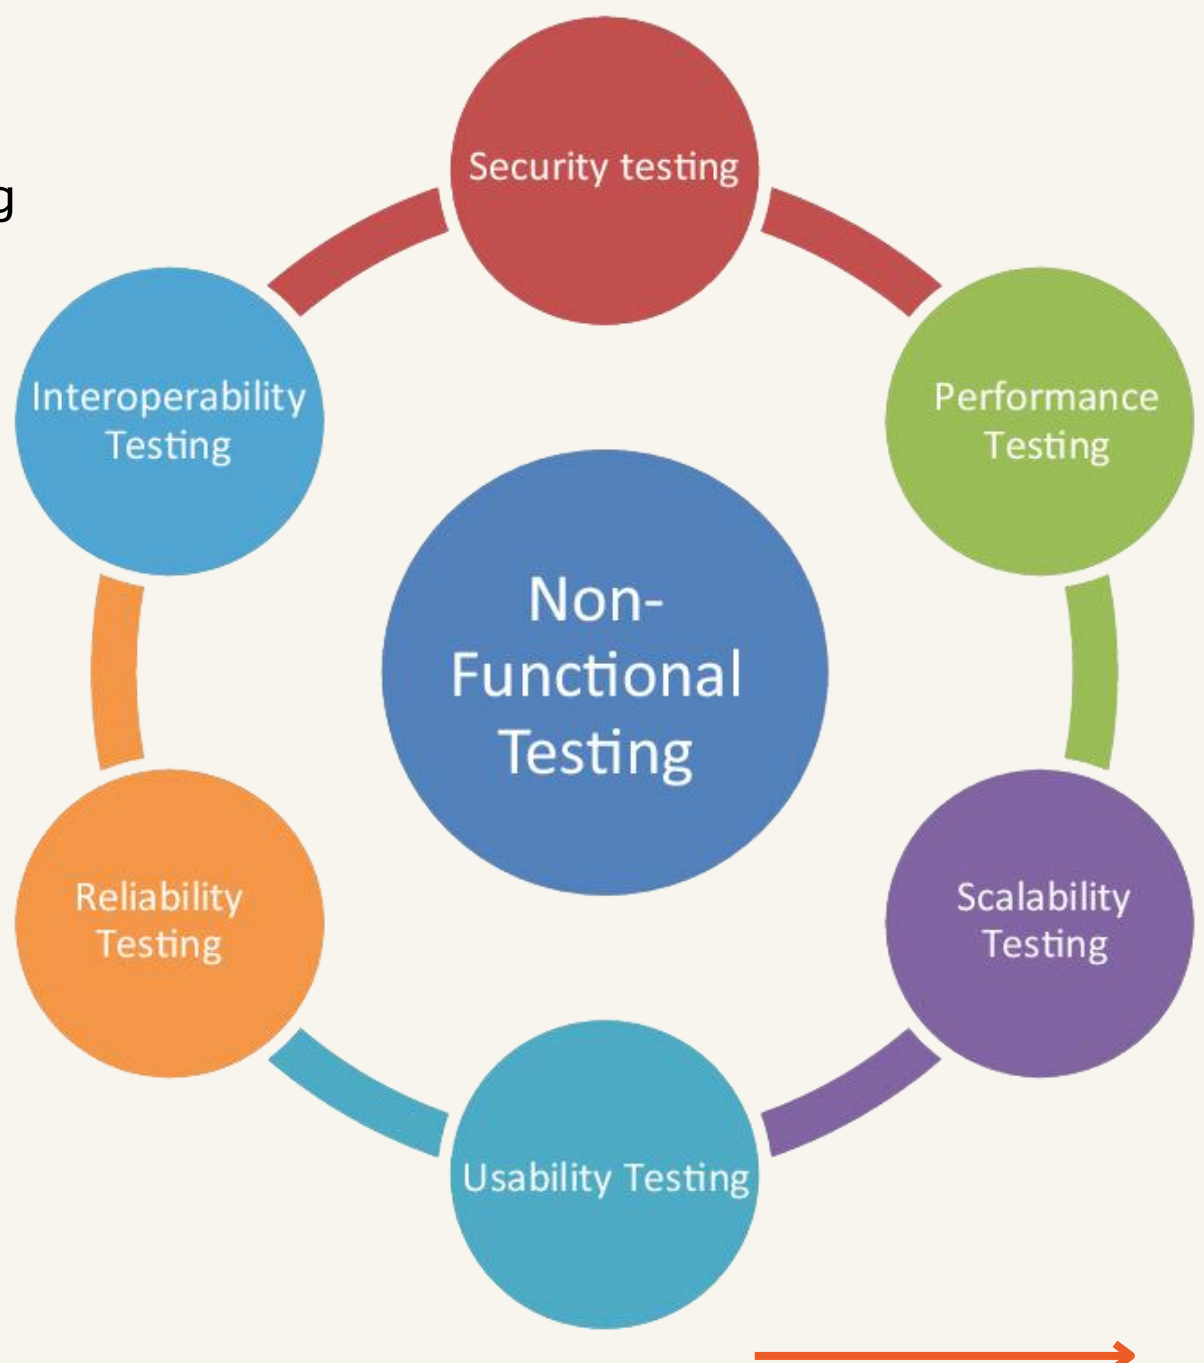 Security testing
g
Interoperability
Testing
Performance
Testing
Non-
Functional
Testing
Reliability
Testing
Scalability
Testing
Usability Testing